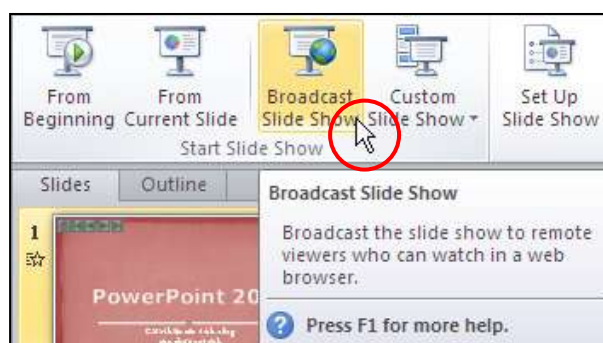 From Beginning
From Current Slide
Broadcast Slide Show
Custom Slide Show
Set Up Slide Show
Start Slide Show
Slides
Outline
Broadcast Slide Show
Broadcast the slide show to remote
viewers who can watch in a web
browser.
1
PowerPoint 20
Press F1 for more help.